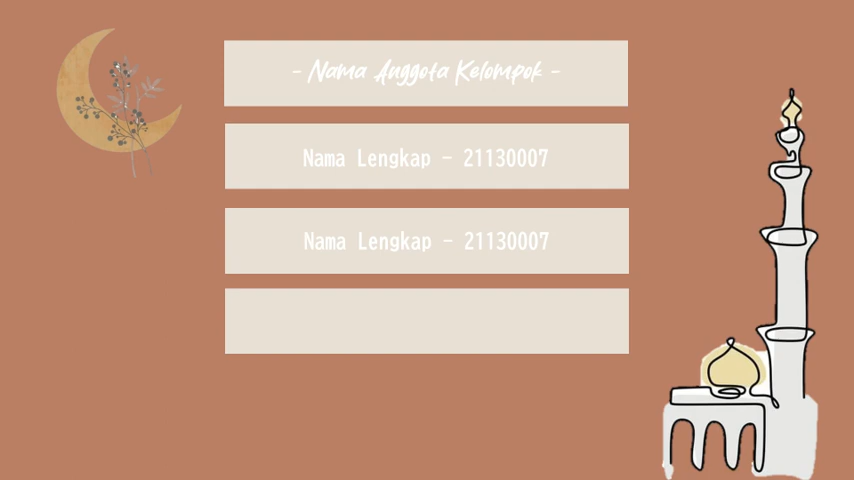 - Nama Anggota Kelompok -
Nama Lengkap - 21130007
Nama Lengkap - 21130007